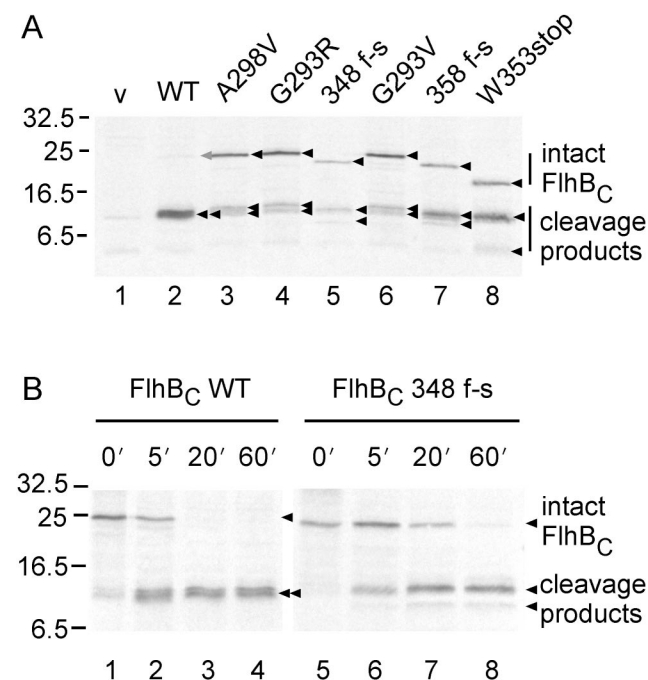 A
v WT A298V G293R 348 f-s G293V 358 f-s W353stop
32.5
25
16.5
6.5
intact
FlhBC
cleavage
products
1 2 3 4 5 6 7 8
B
FlhBC WT FlhBC 348 f-s
0′ 5′ 20′ 60′ 0′ 5′ 20′ 60′
32.5
25
16.5
6.5
intact
FlhBC
cleavage
products
1 2 3 4 5 6 7 8